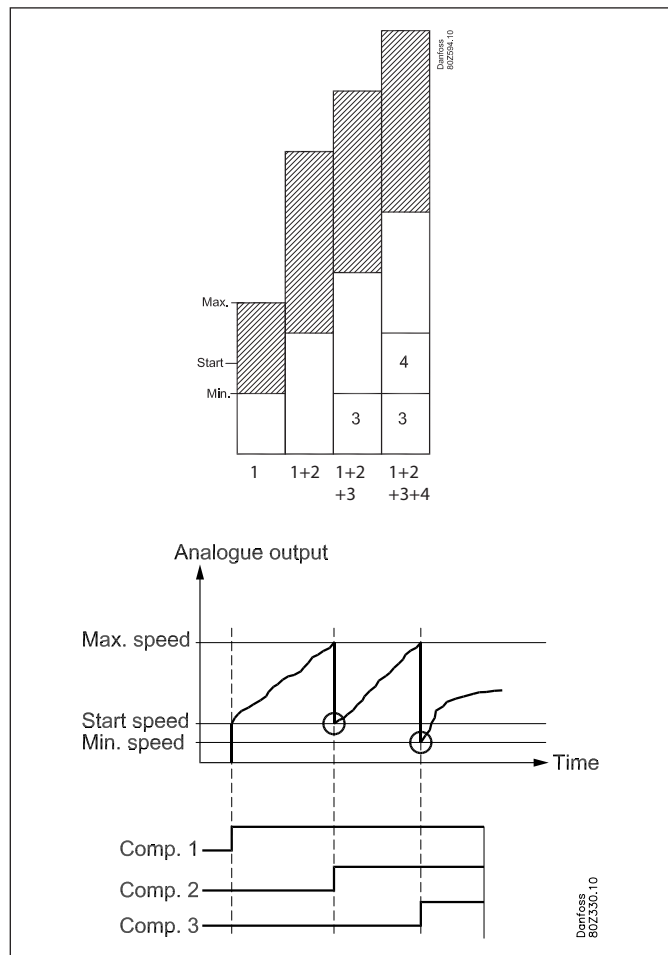 Danfoss
80Z594.10
Max.
Start
Min.
4
3
3
1
1+2
1+2
+3
1+2
+3+4
Analogue output
Max. speed
Start speed
Min. speed
Time
Comp. 1
Comp. 2
Comp. 3
Danfoss
80Z330.10